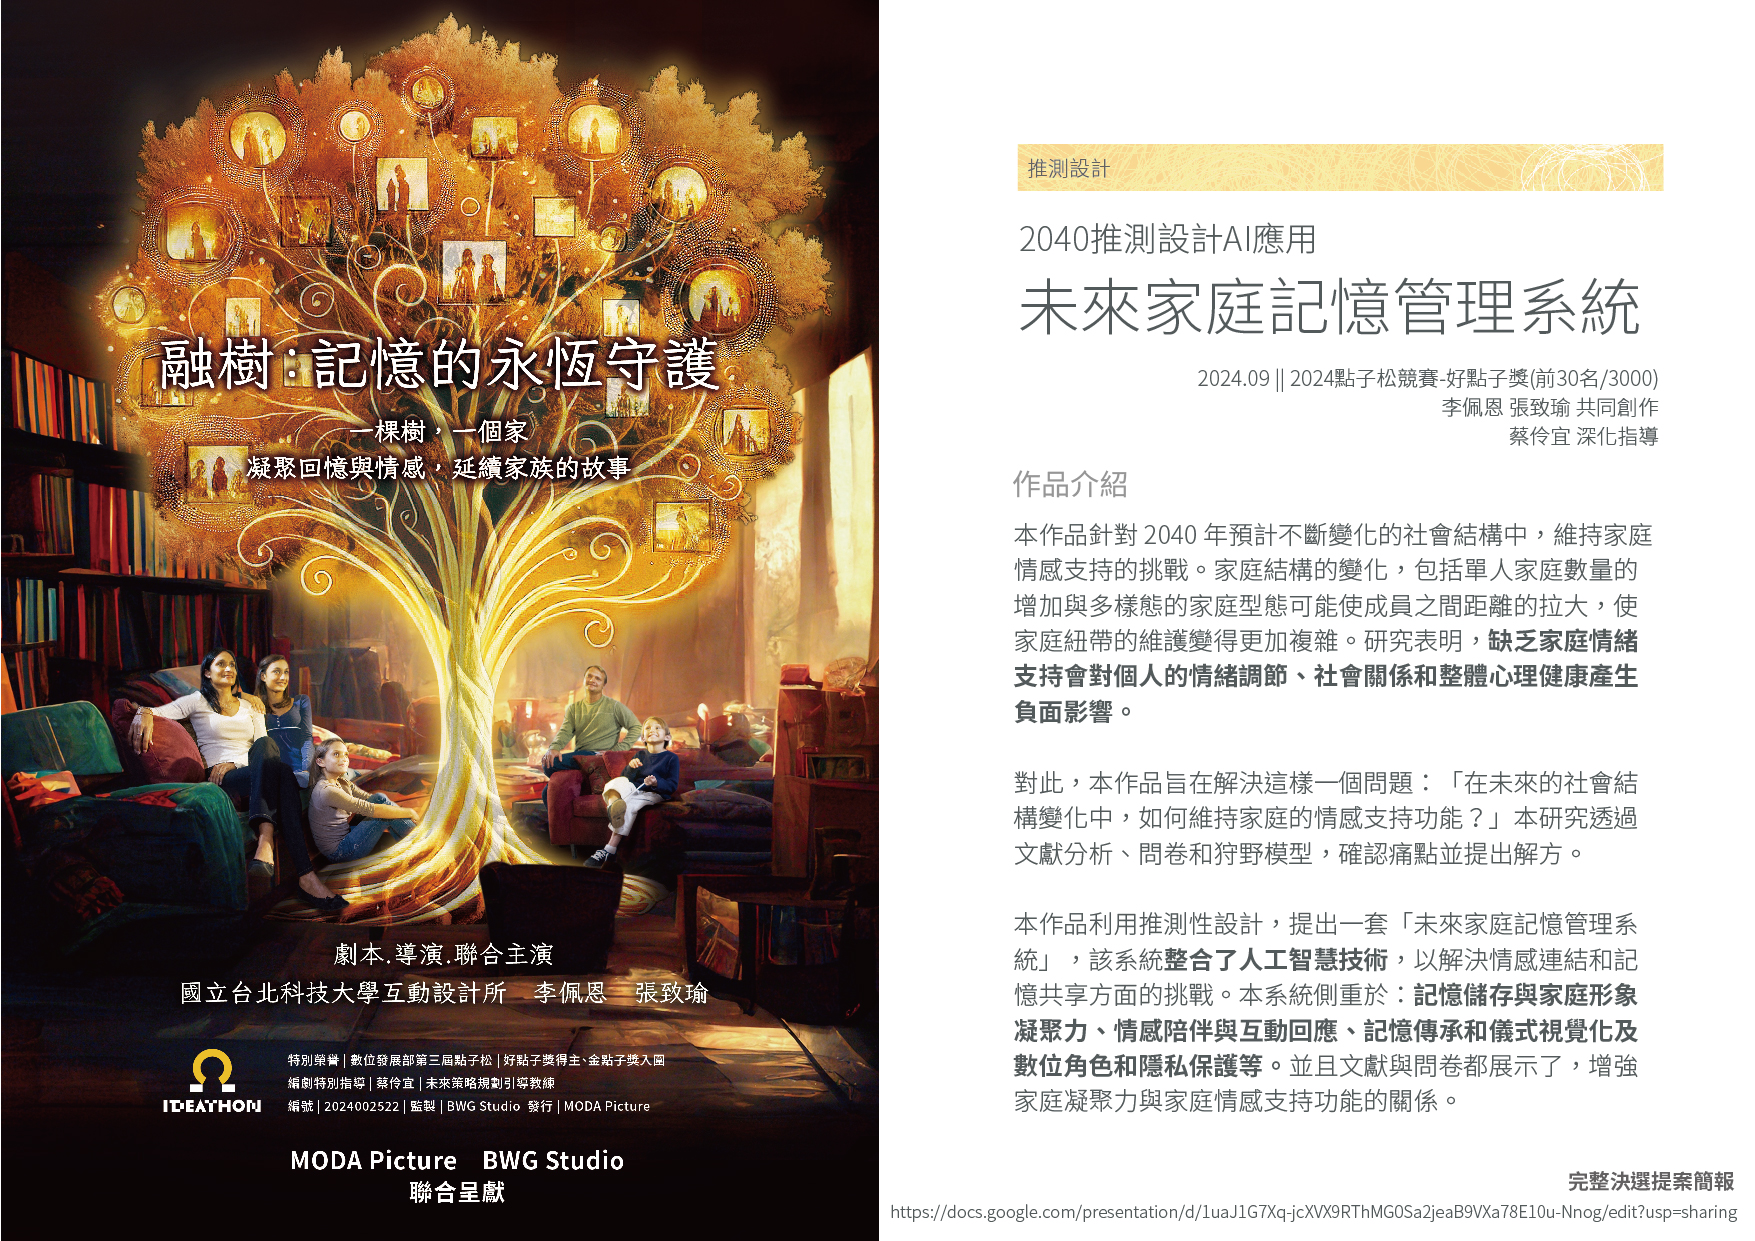 融樹：記憶的永恆守護
一棵樹，一個家
凝聚回憶與情感，延續家族的故事
劇本.導演.聯合主演
國立台北科技大學互動設計所 李佩恩 張致瑜
IDEATHON
特別榮譽 | 數位發展部第三屆點子松 | 好點子獎得主、金點子獎入圍
編劇特別指導 | 蔡伶宜 | 未來策略規劃引導教練
編號 | 2024002522 | 監製 | BWG Studio 發行 | MODA Picture
MODA Picture BWG Studio
聯合呈獻
推測設計
2040推測設計AI應用
未來家庭記憶管理系統
2024.09 || 2024點子松競賽-好點子獎(前30名/3000)
李佩恩 張致瑜 共同創作
蔡伶宜 深化指導
作品介紹
本作品針對 2040 年預計不斷變化的社會結構中，維持家庭
情感支持的挑戰。家庭結構的變化，包括單人家庭數量的
增加與多樣態的家庭型態可能使成員之間距離的拉大，使
家庭紐帶的維護變得更加複雜。研究表明，缺乏家庭情緒
支持會對個人的情緒調節、社會關係和整體心理健康產生
負面影響。
對此，本作品旨在解決這樣一個問題：「在未來的社會結
構變化中，如何維持家庭的情感支持功能？」本研究透過
文獻分析、問卷和狩野模型，確認痛點並提出解方。
本作品利用推測性設計，提出一套「未來家庭記憶管理系
統」，該系統整合了人工智慧技術，以解決情感連結和記
憶共享方面的挑戰。本系統側重於：記憶儲存與家庭形象
凝聚力、情感陪伴與互動回應、記憶傳承和儀式視覺化及
數位角色和隱私保護等。並且文獻與問卷都展示了，增強
家庭凝聚力與家庭情感支持功能的關係。
完整決選提案簡報
https://docs.google.com/presentation/d/1uaJ1G7Xq-jcXVX9RThMG0Sa2jeaB9VXa78E10u-Nnog/edit?usp=sharing